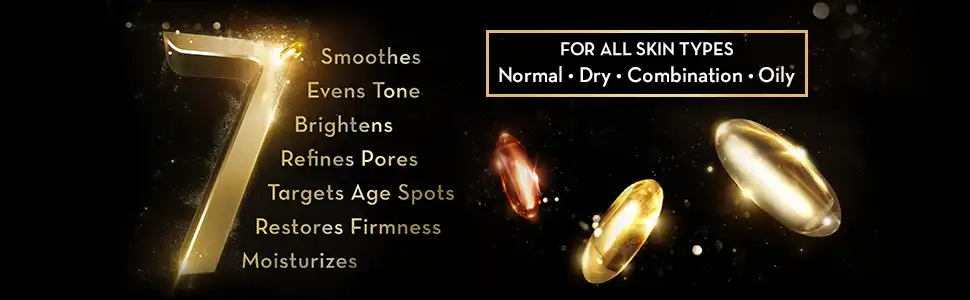 7
Smoothes
Evens Tone
Brightens
Refines Pores
Targets Age Spots
Restores Firmness
Moisturizes
FOR ALL SKIN TYPES
Normal • Dry • Combination • Oily